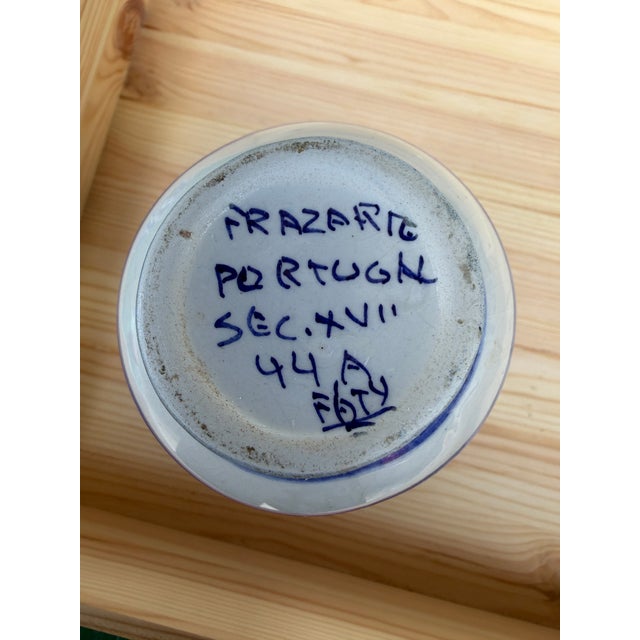 FRAZARTE
PORTUGAL
SEC. XVII
44 A